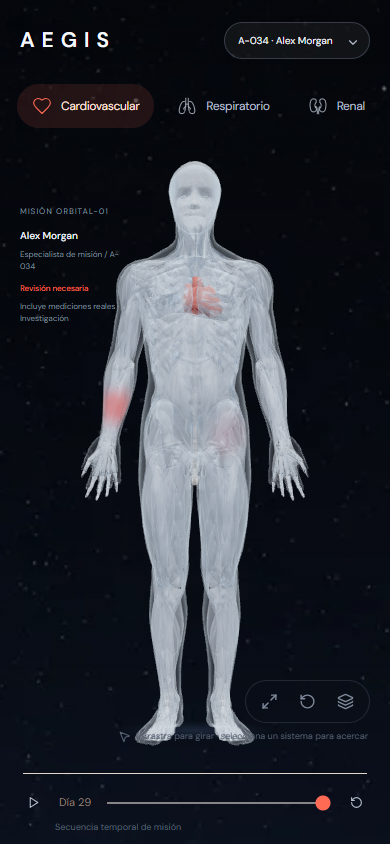 AEGIS
A-034 · Alex Morgan
Cardiovascular
Respiratorio
Renal
MISIÓN ORBITAL-01
Alex Morgan
Especialista de misión / A-
034
Revisión necesaria
Incluye mediciones reales ·
Investigación
para girar · selecciona un sistema para acercar
Día 29
Secuencia temporal de misión